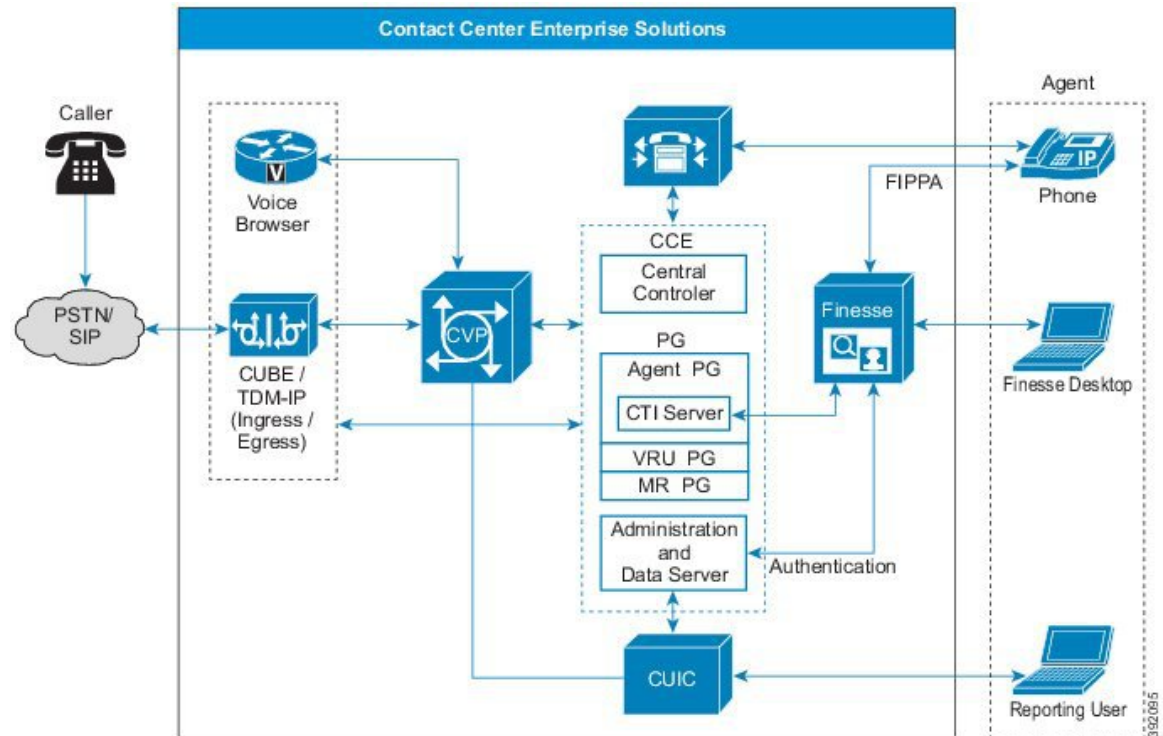 Contact Center Enterprise Solutions
Caller
PSTN/
SIP
V
Voice
Browser
CUBE /
TDM-IP
(Ingress /
Egress)
CVP
CCE
Central
Controler
PG
Agent PG
CTI Server
VRU PG
MR PG
Administration
and
Data Server
CUIC
Finesse
FIPPA
Authentication
Agent
IP
Phone
Finesse Desktop
Reporting User
392095